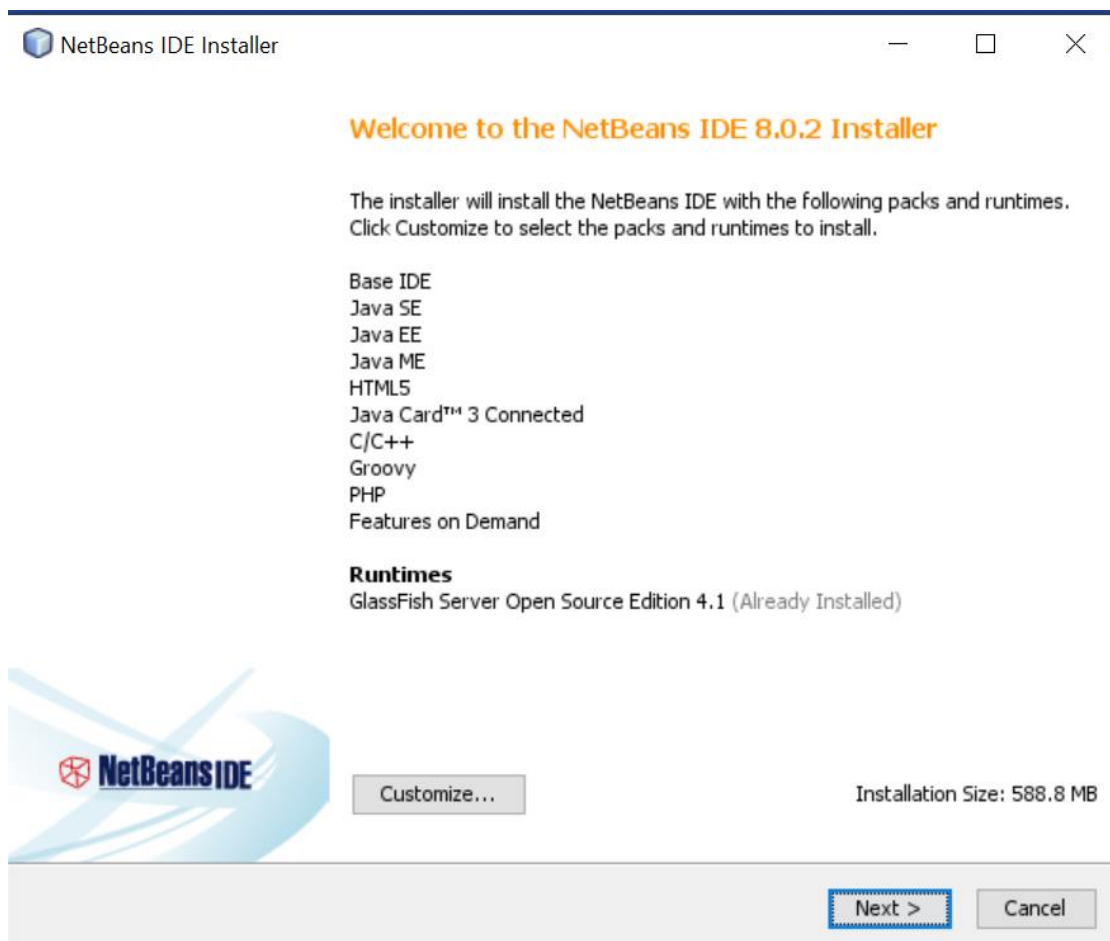 NetBeans IDE Installer
Welcome to the NetBeans IDE 8.0.2 Installer
The installer will install the NetBeans IDE with the following packs and runtimes.
Click Customize to select the packs and runtimes to install.
Base IDE
Java SE
Java EE
Java ME
HTML5
Java Card™ 3 Connected
C/C++
Groovy
PHP
Features on Demand
Runtimes
GlassFish Server Open Source Edition 4.1 (Already Installed)
NetBeans IDE
Customize...
Installation Size: 588.8 MB
Next >
Cancel